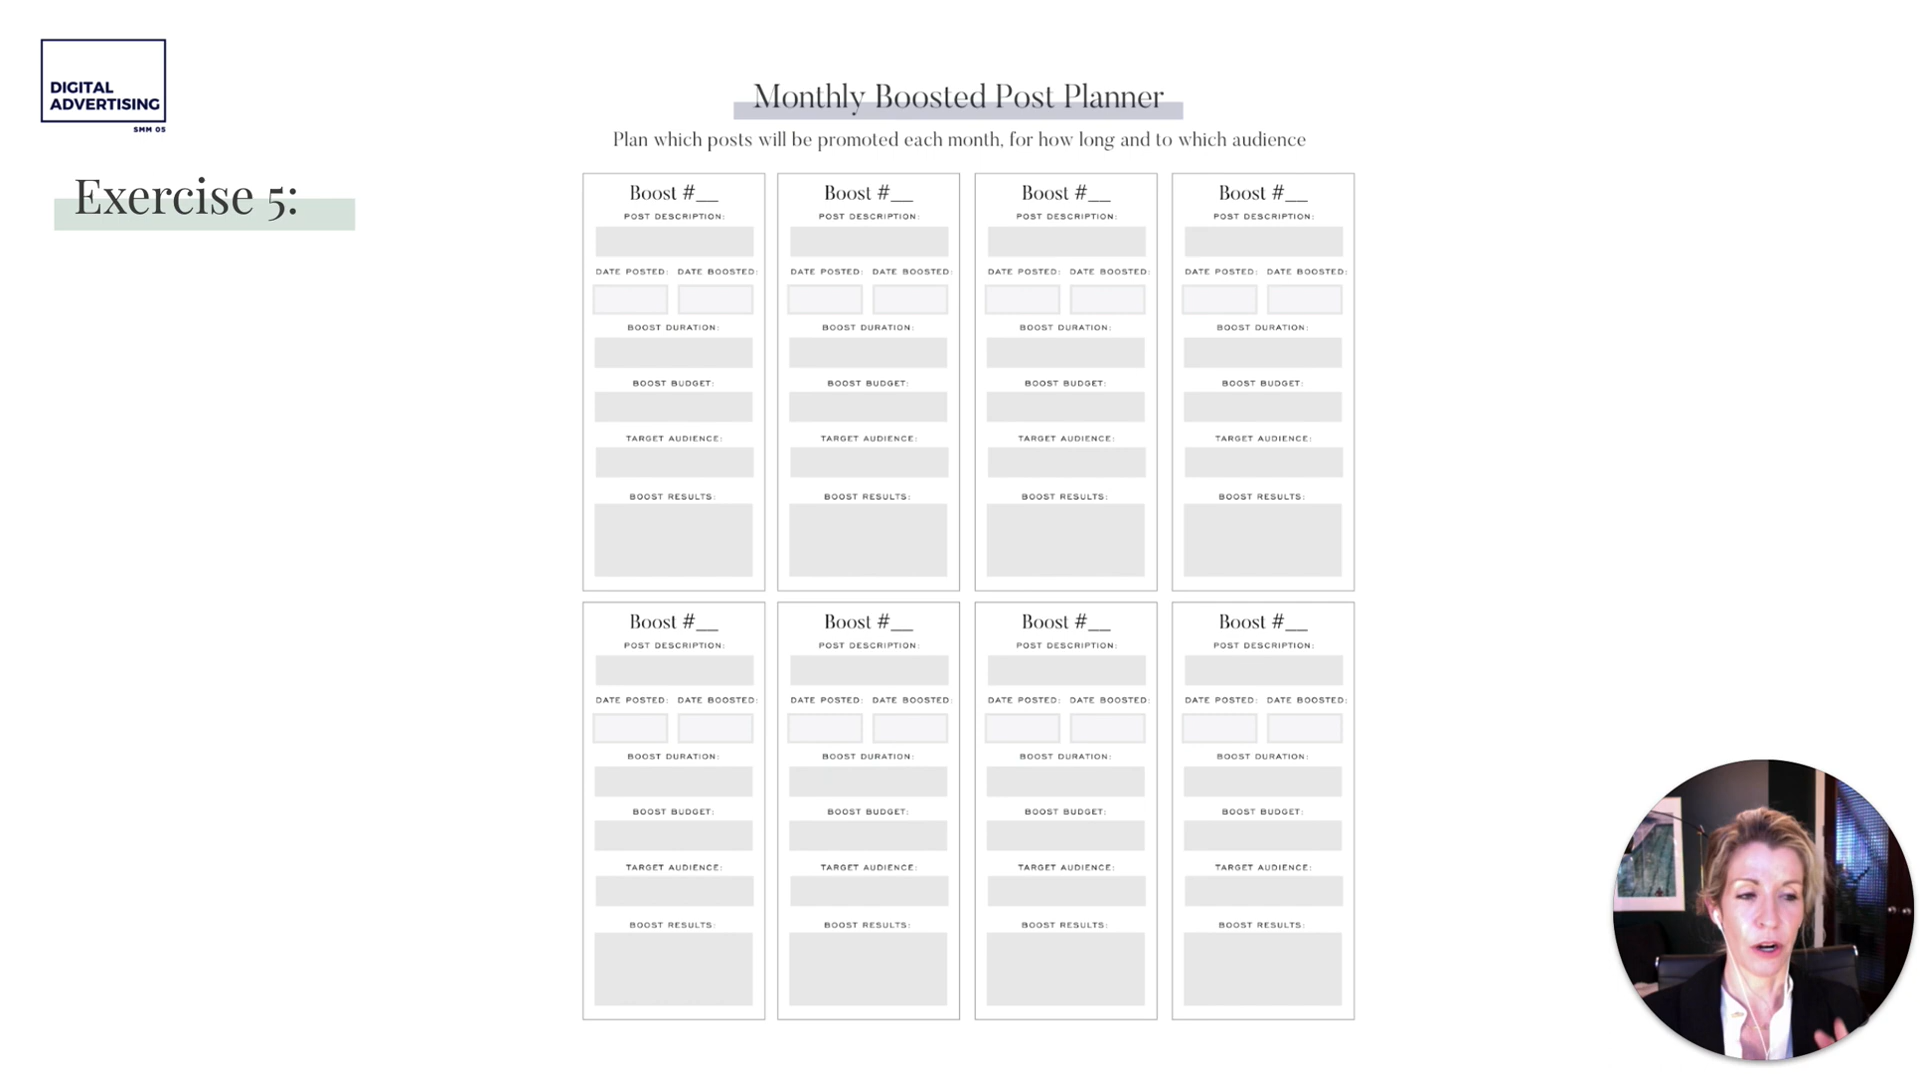 DIGITAL
ADVERTISING
SMM 05
Exercise 5:
Monthly Boosted Post Planner
Plan which posts will be promoted each month, for how long and to which audience
Boost #__ Boost #__ Boost #__ Boost #__
POST DESCRIPTION: POST DESCRIPTION: POST DESCRIPTION: POST DESCRIPTION:
DATE POSTED: DATE BOOSTED: DATE POSTED: DATE BOOSTED: DATE POSTED: DATE BOOSTED: DATE POSTED: DATE BOOSTED:
BOOST DURATION: BOOST DURATION: BOOST DURATION: BOOST DURATION:
BOOST BUDGET: BOOST BUDGET: BOOST BUDGET: BOOST BUDGET:
TARGET AUDIENCE: TARGET AUDIENCE: TARGET AUDIENCE: TARGET AUDIENCE:
BOOST RESULTS: BOOST RESULTS: BOOST RESULTS: BOOST RESULTS:
Boost #__ Boost #__ Boost #__ Boost #__
POST DESCRIPTION: POST DESCRIPTION: POST DESCRIPTION: POST DESCRIPTION:
DATE POSTED: DATE BOOSTED: DATE POSTED: DATE BOOSTED: DATE POSTED: DATE BOOSTED: DATE POSTED: DATE BOOSTED:
BOOST DURATION: BOOST DURATION: BOOST DURATION: BOOST DURATION:
BOOST BUDGET: BOOST BUDGET: BOOST BUDGET: BOOST BUDGET:
TARGET AUDIENCE: TARGET AUDIENCE: TARGET AUDIENCE: TARGET AUDIENCE:
BOOST RESULTS: BOOST RESULTS: BOOST RESULTS: BOOST RESULTS: